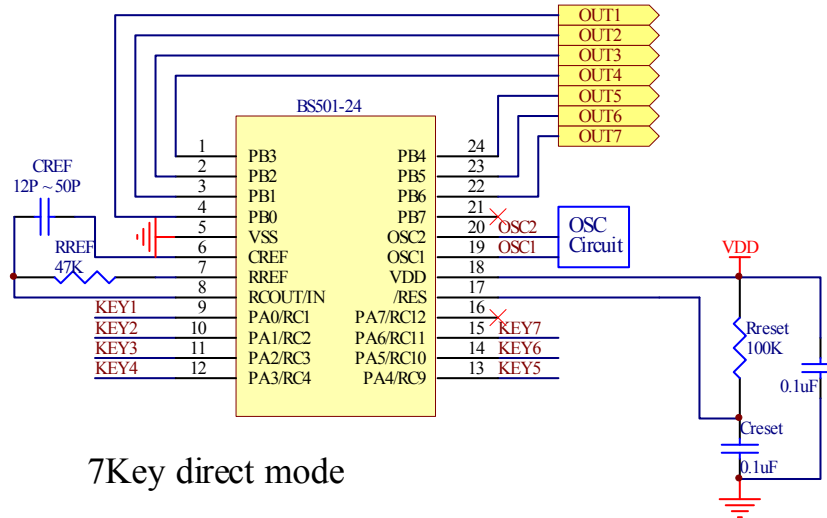 OUT1
OUT2
OUT3
OUT4
OUT5
OUT6
OUT7
BS501-24
1 PB3 PB4 24
2 PB2 PB5 23
3 PB1 PB6 22
4 PB0 PB7 21
5 VSS OSC2 20 OSC2
6 CREF OSC1 19 OSC1
7 RREF VDD 18
8 RCOUT/IN /RES 17
KEY1 9 PA0/RC1 PA7/RC12 16
KEY2 10 PA1/RC2 PA6/RC11 15 KEY7
KEY3 11 PA2/RC3 PA5/RC10 14 KEY6
KEY4 12 PA3/RC4 PA4/RC9 13 KEY5
CREF
12P ~ 50P
RREF
47K
OSC
Circuit
VDD
Rreset
100K
0.1uF
Creset
0.1uF
7Key direct mode